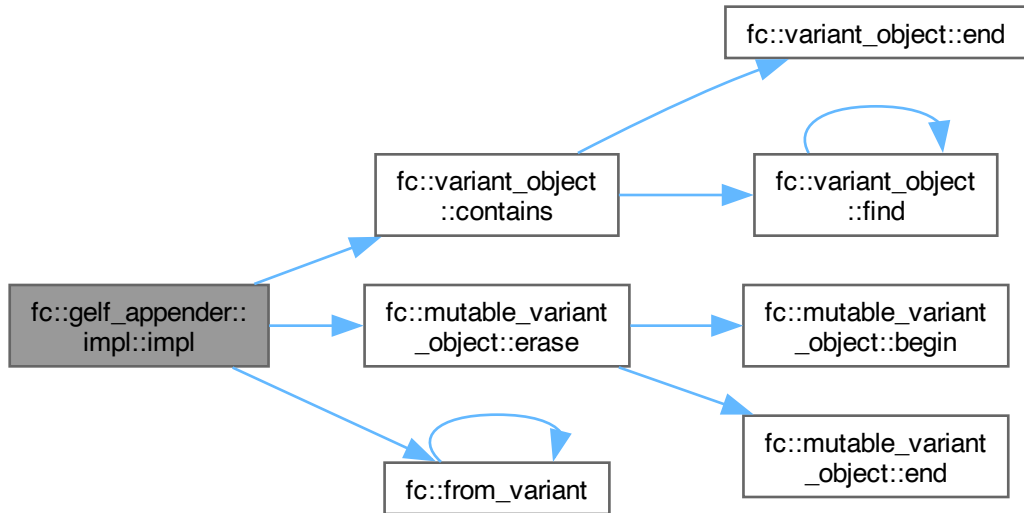 fc::variant_object::end
fc::variant_object
::contains
fc::variant_object
::find
fc::gelf_appender::
impl::impl
fc::mutable_variant
_object::erase
fc::mutable_variant
_object::begin
fc::mutable_variant
_object::end
fc::from_variant